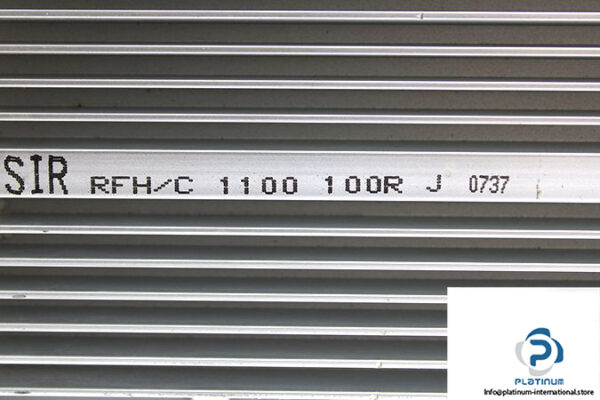 SIR RFH/C 1100 100R J 0737
PLATINUM
Info@platinum-international.store